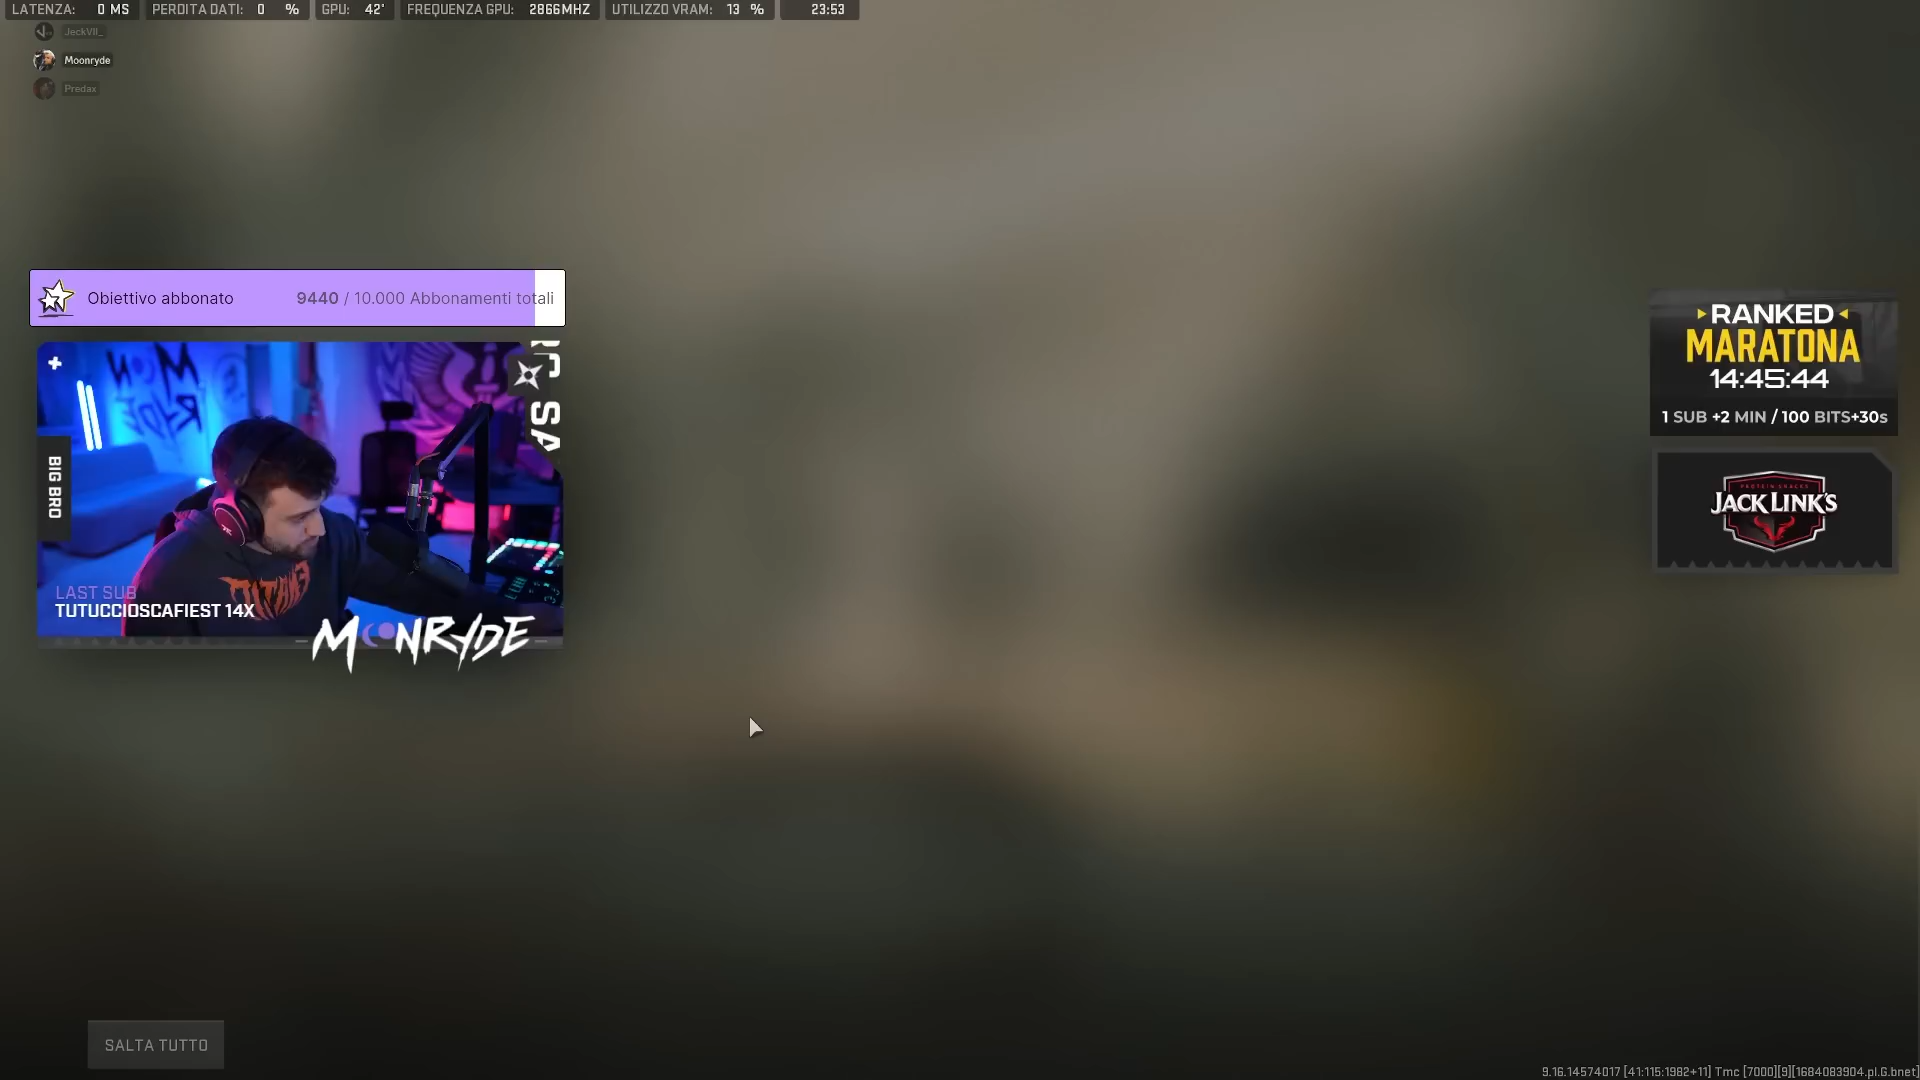 LATENZA: 0 MS PERDITA DATI: 0 % GPU: 42° FREQUENZA GPU: 2866MHZ UTILIZZO VRAM: 13 % 23:53
JeckVII_
Moonryde
Predax
Obiettivo abbonato 9440 / 10.000 Abbonamenti totali
SA
BIG BRO
LAST SUB
TUTUCCIOSCAFIEST 14X
MOONRYDE
RANKED
MARATONA
14:45:44
1 SUB +2 MIN / 100 BITS+30s
PROTEIN SNACKS
JACK LINK'S
SALTA TUTTO
9.16.14574017 [41:115:1982+11] Tmc [7000][9][1684083904.pl.G.bnet]